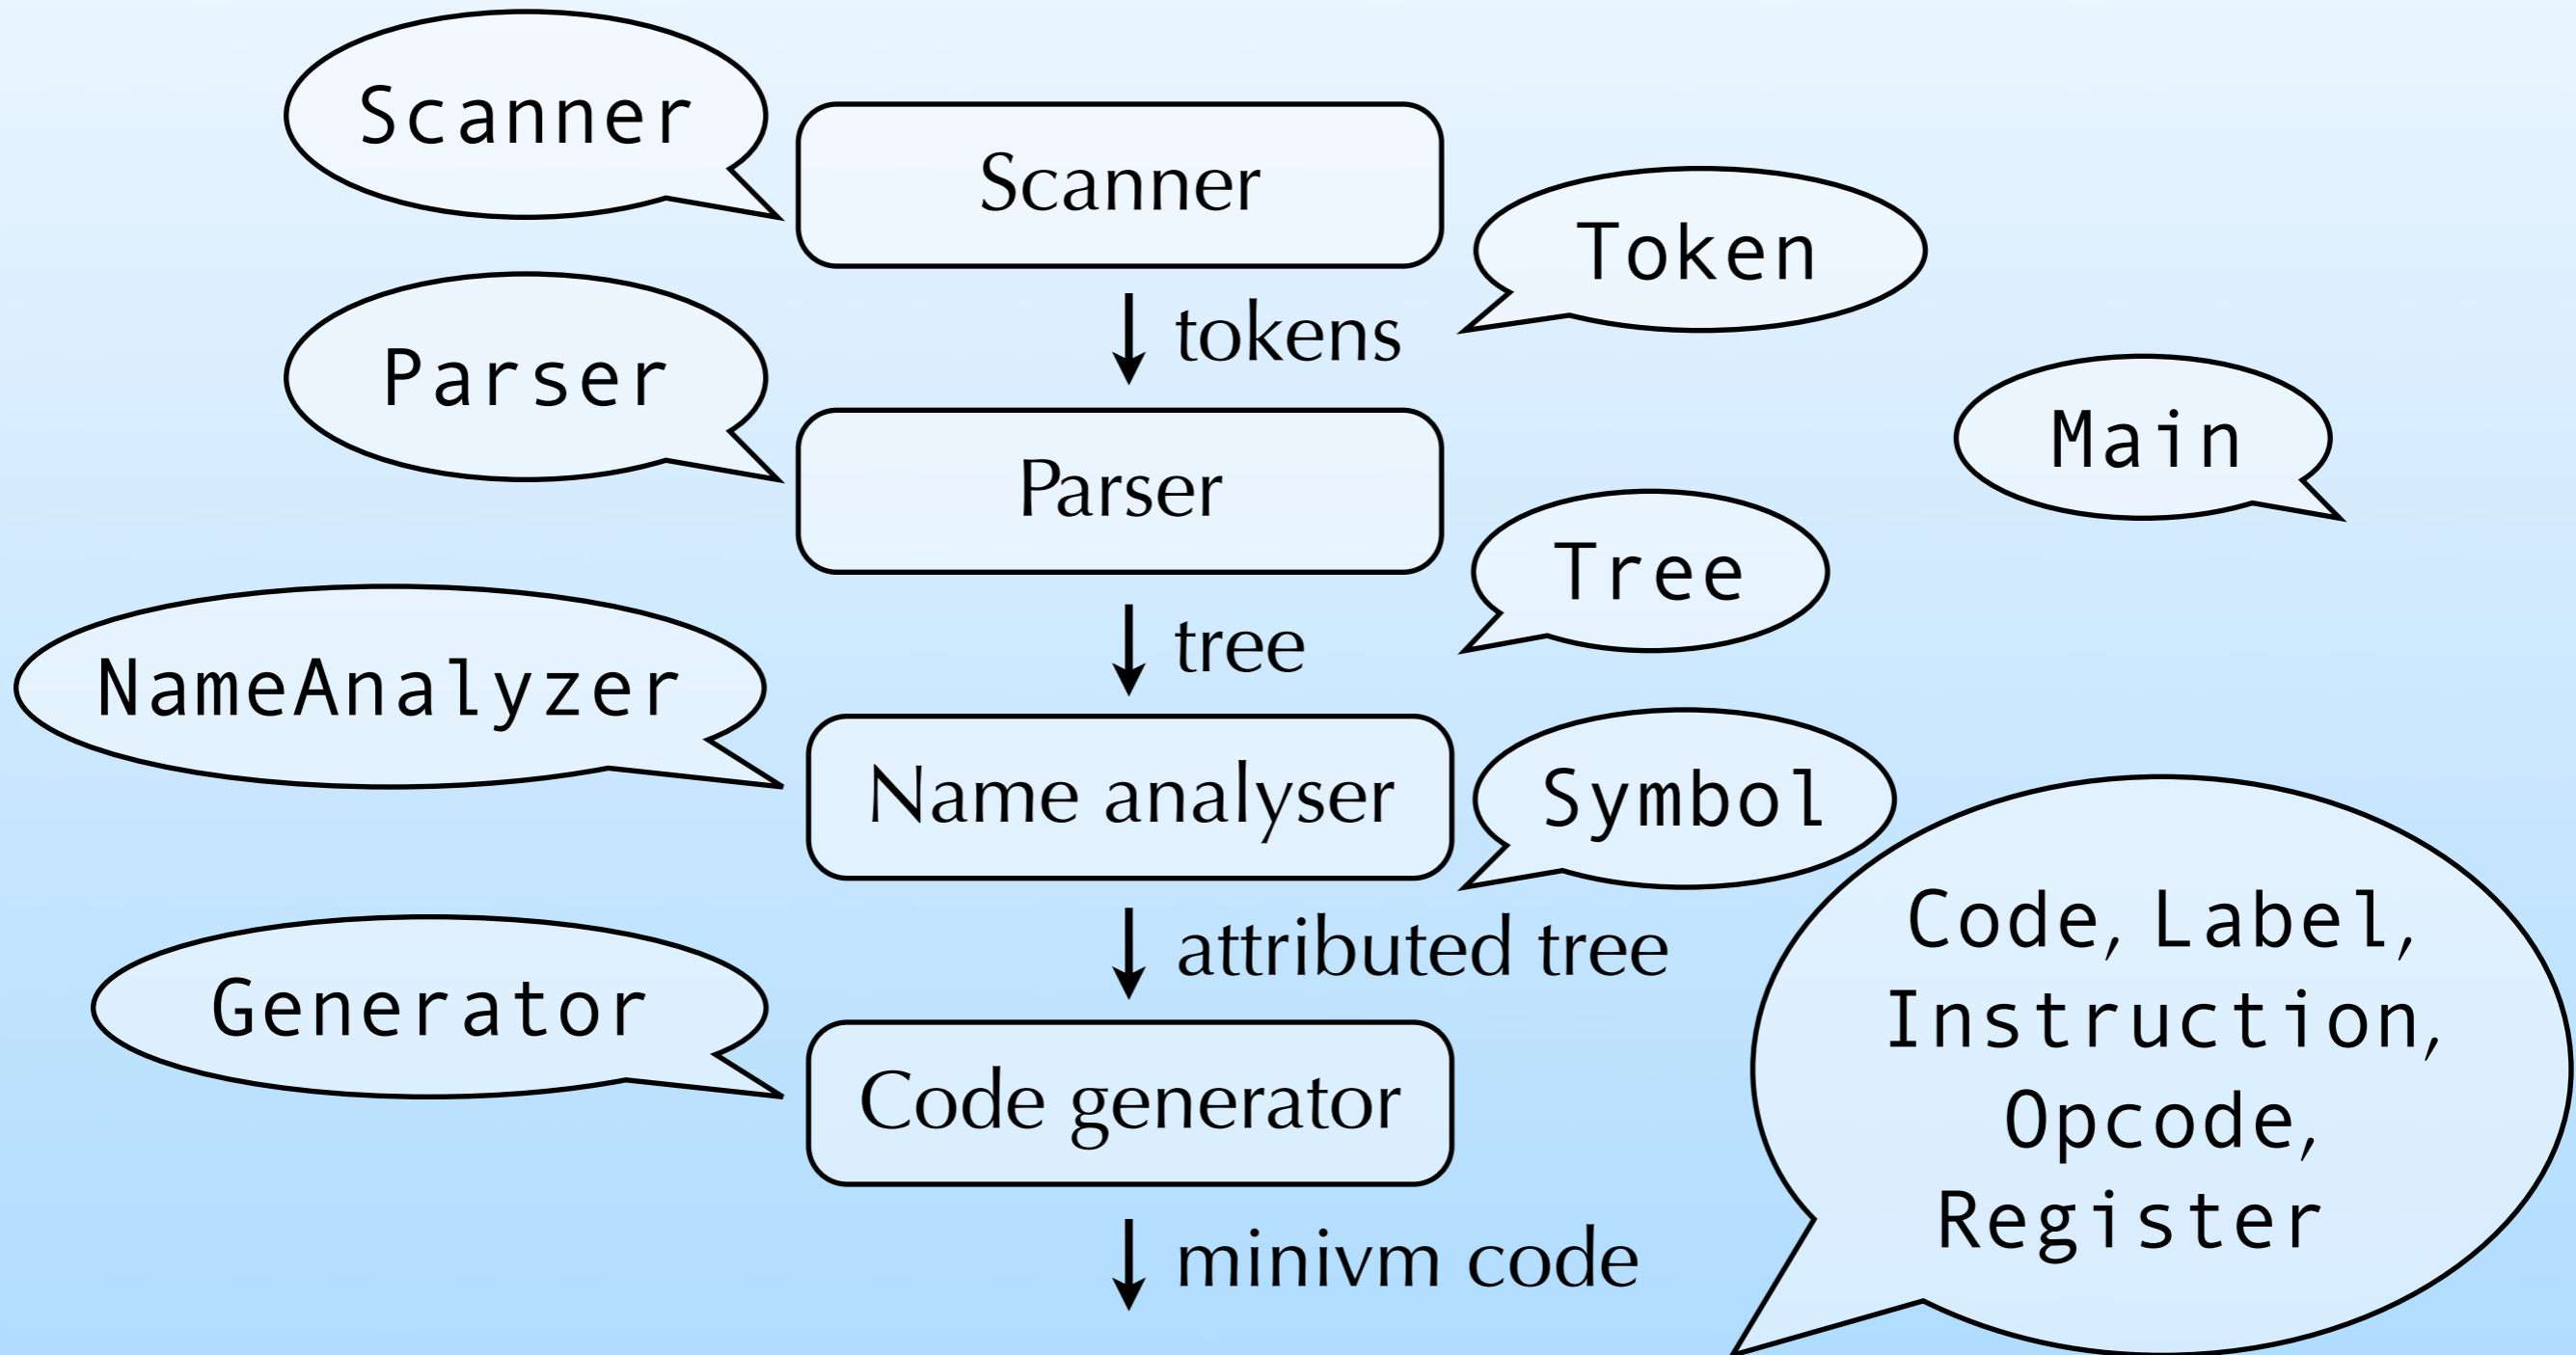 Scanner
Scanner
Token
tokens
Parser
Main
Parser
Tree
tree
NameAnalyzer
Name analyser
Symbol
attributed tree
Code, Label,
Instruction,
Opcode,
Register
Generator
Code generator
minivm code